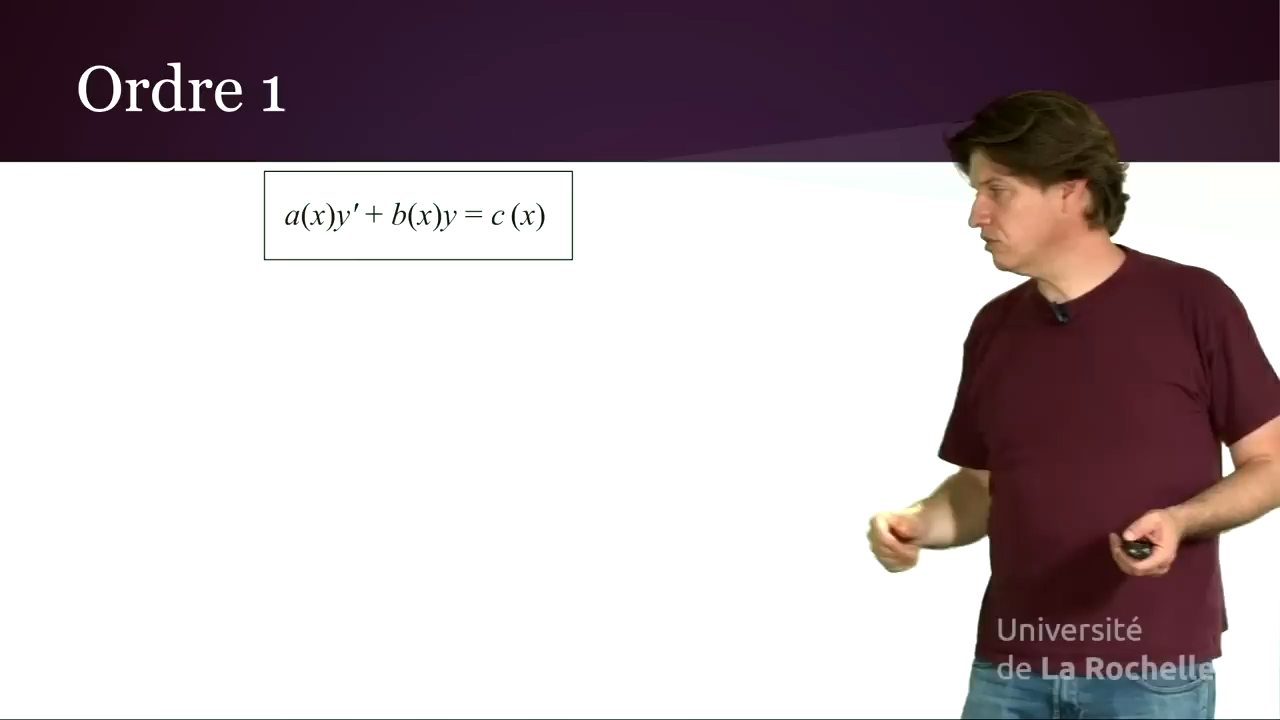 Ordre 1
a(x)y′ + b(x)y = c (x)
Université
de La Rochelle